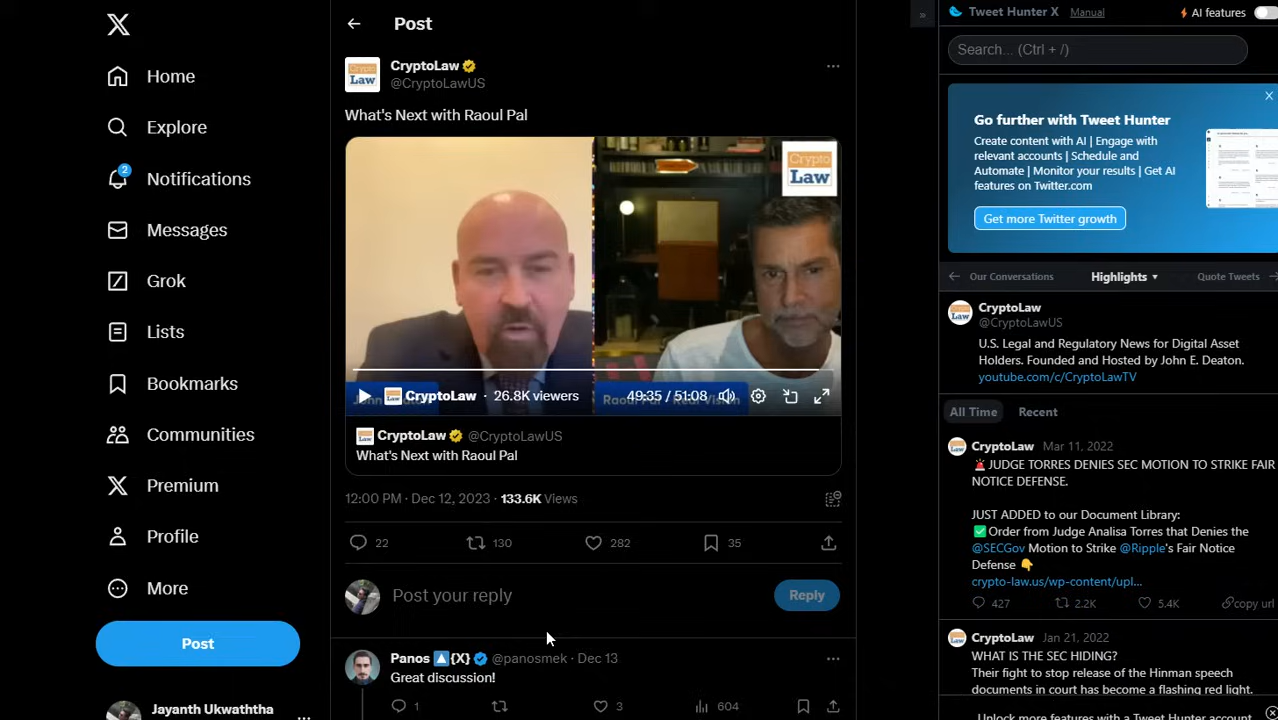 Post
CryptoLaw
@CryptoLawUS
What's Next with Raoul Pal
Crypto
Law
CryptoLaw · 26.8K viewers
49:35 / 51:08
CryptoLaw @CryptoLawUS
What's Next with Raoul Pal
12:00 PM · Dec 12, 2023 · 133.6K Views
22
130
282
35
Post your reply
Reply
Panos {X} @panosmek · Dec 13
Great discussion!
1
3
604
Home
Explore
2
Notifications
Messages
Grok
Lists
Bookmarks
Communities
Premium
Profile
More
Post
Jayanth Ukwaththa
Tweet Hunter X
Manual
AI features
Search... (Ctrl + /)
Go further with Tweet Hunter
Create content with AI | Engage with
relevant accounts | Schedule and
Automate | Monitor your results | Get AI
features on Twitter.com
Get more Twitter growth
Our Conversations
Highlights
Quote Tweets
CryptoLaw
@CryptoLawUS
U.S. Legal and Regulatory News for Digital Asset
Holders. Founded and Hosted by John E. Deaton.
youtube.com/c/CryptoLawTV
All Time
Recent
CryptoLaw Mar 11, 2022
🚨 JUDGE TORRES DENIES SEC MOTION TO STRIKE FAIR
NOTICE DEFENSE.
JUST ADDED to our Document Library:
✅ Order from Judge Analisa Torres that Denies the
@SECGov Motion to Strike @Ripple's Fair Notice
Defense 👇
crypto-law.us/wp-content/upl...
427
2.2K
5.4K
copy url
CryptoLaw Jan 21, 2022
WHAT IS THE SEC HIDING?
Their fight to stop release of the Hinman speech
documents in court has become a flashing red light.
Unlock more features with a Tweet Hunter account